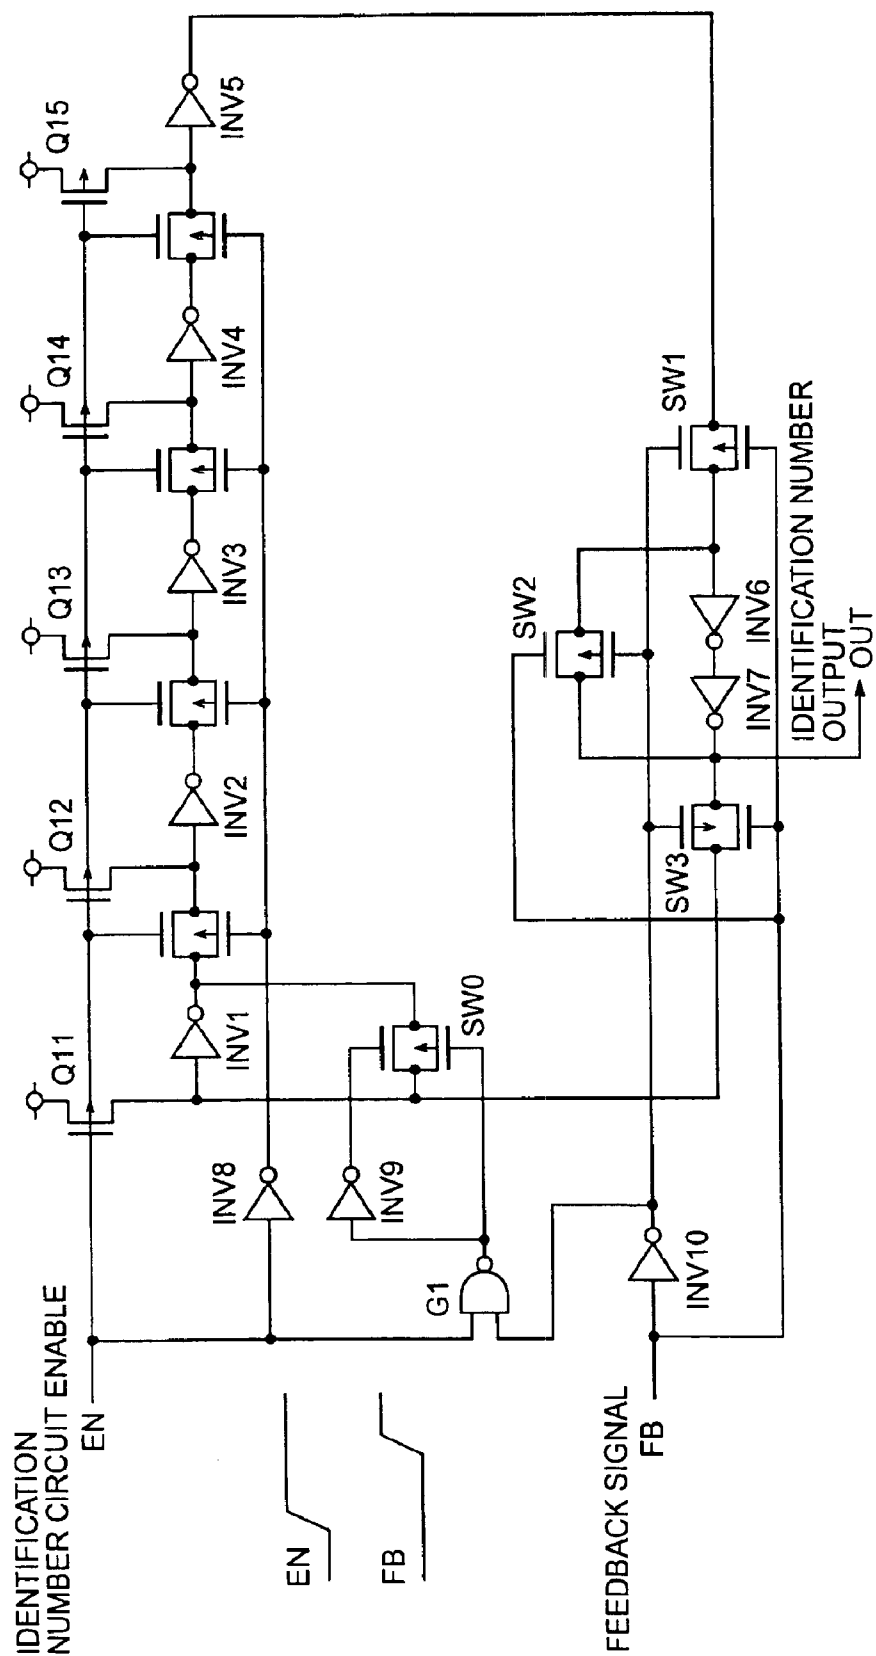 IDENTIFICATION
NUMBER CIRCUIT ENABLE
EN
Q11
Q12
Q13
Q14
Q15
INV1
INV2
INV3
INV4
INV5
INV8
INV9
SW0
G1
EN
FB
SW2
SW1
SW3
INV7
INV6
IDENTIFICATION NUMBER
OUTPUT
OUT
INV10
FEEDBACK SIGNAL
FB